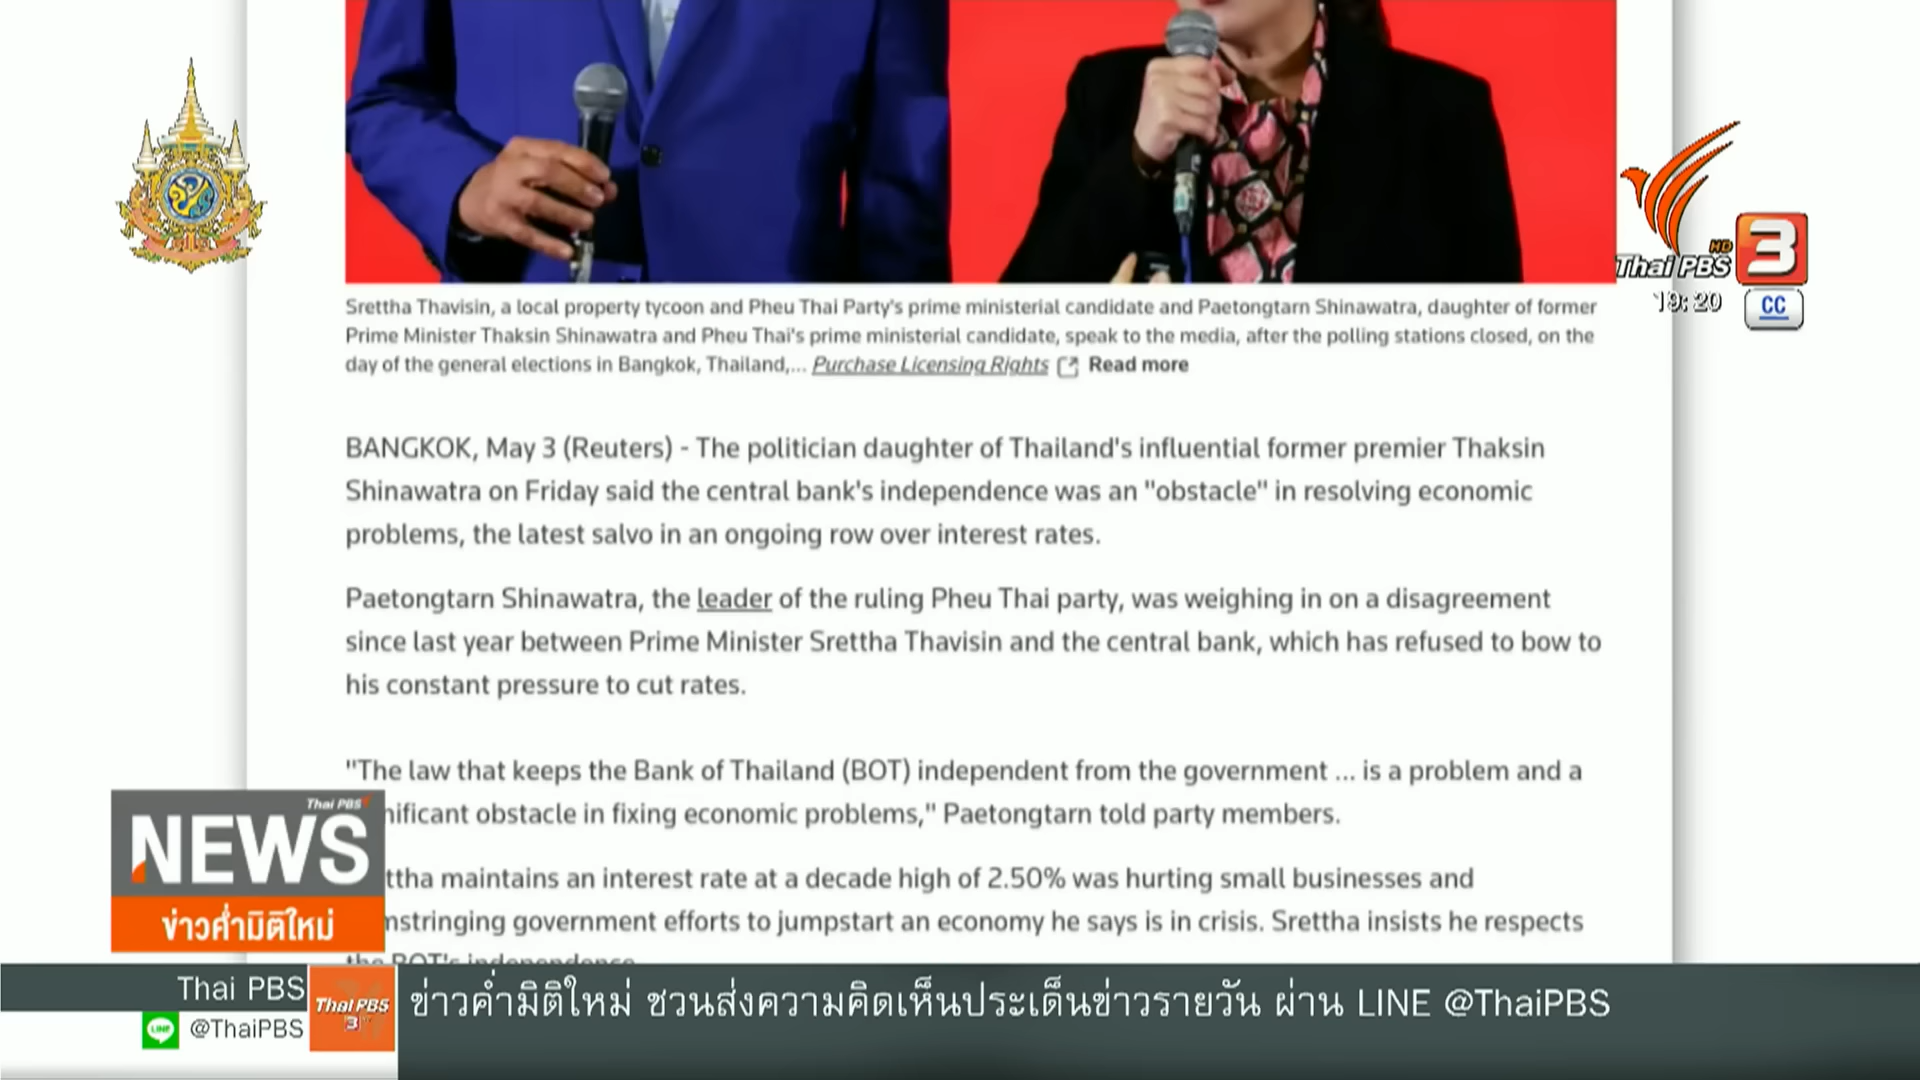 Thai PBS
HD
3
19:20
CC
Srettha Thavisin, a local property tycoon and Pheu Thai Party's prime ministerial candidate and Paetongtarn Shinawatra, daughter of former
Prime Minister Thaksin Shinawatra and Pheu Thai's prime ministerial candidate, speak to the media, after the polling stations closed, on the
day of the general elections in Bangkok, Thailand,... Purchase Licensing Rights Read more
BANGKOK, May 3 (Reuters) - The politician daughter of Thailand's influential former premier Thaksin
Shinawatra on Friday said the central bank's independence was an "obstacle" in resolving economic
problems, the latest salvo in an ongoing row over interest rates.
Paetongtarn Shinawatra, the leader of the ruling Pheu Thai party, was weighing in on a disagreement
since last year between Prime Minister Srettha Thavisin and the central bank, which has refused to bow to
his constant pressure to cut rates.
"The law that keeps the Bank of Thailand (BOT) independent from the government ... is a problem and a
nificant obstacle in fixing economic problems," Paetongtarn told party members.
ttha maintains an interest rate at a decade high of 2.50% was hurting small businesses and
mstringing government efforts to jumpstart an economy he says is in crisis. Srettha insists he respects
the BOT's independence
Thai PBS
NEWS
ข่าวค่ำมิติใหม่
Thai PBS
LINE @ThaiPBS
Thai PBS
3
ข่าวค่ำมิติใหม่ ชวนส่งความคิดเห็นประเด็นข่าวรายวัน ผ่าน LINE @ThaiPBS